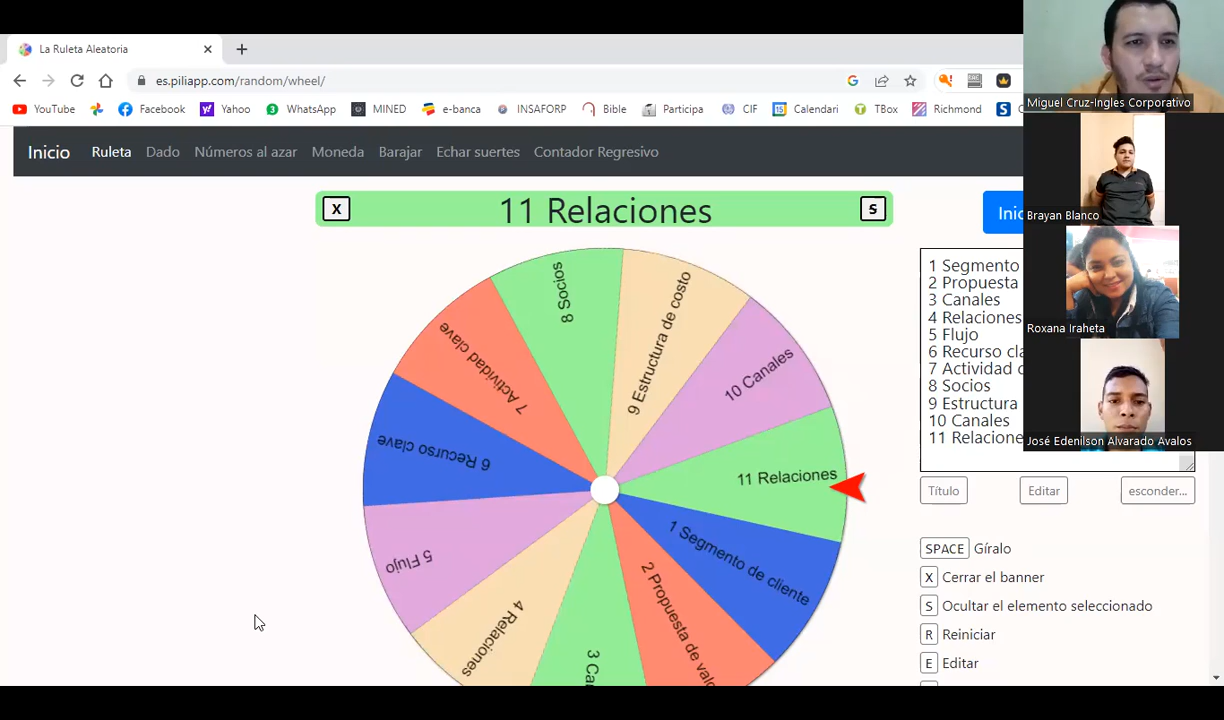 La Ruleta Aleatoria
es.piliapp.com/random/wheel/
YouTube Facebook Yahoo WhatsApp MINED e-banca INSAFORP Bible Participa CIF Calendari TBox Richmond
Inicio Ruleta Dado Números al azar Moneda Barajar Echar suertes Contador Regresivo
X 11 Relaciones S
8 Socios
9 Estructura de costo
10 Canales
11 Relaciones
1 Segmento de cliente
2 Propuesta de valo
3 Ca
4 Relaciones
5 Flujo
6 Recurso clave
7 Actividad clave
Inic
1 Segmento
2 Propuesta
3 Canales
4 Relaciones
5 Flujo
6 Recurso cla
7 Actividad c
8 Socios
9 Estructura
10 Canales
11 Relacione
Título Editar esconder...
SPACE Gíralo
X Cerrar el banner
S Ocultar el elemento seleccionado
R Reiniciar
E Editar
Miguel Cruz-Ingles Corporativo
Brayan Blanco
Roxana Iraheta
José Edenilson Alvarado Avalos